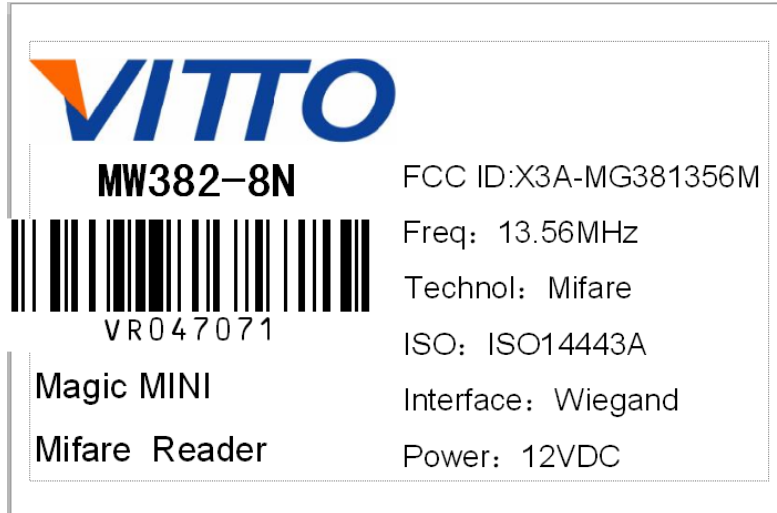 VITTO
MW382-8N
VR047071
Magic MINI
Mifare Reader
FCC ID:X3A-MG381356M
Freq：13.56MHz
Technol：Mifare
ISO：ISO14443A
Interface：Wiegand
Power：12VDC